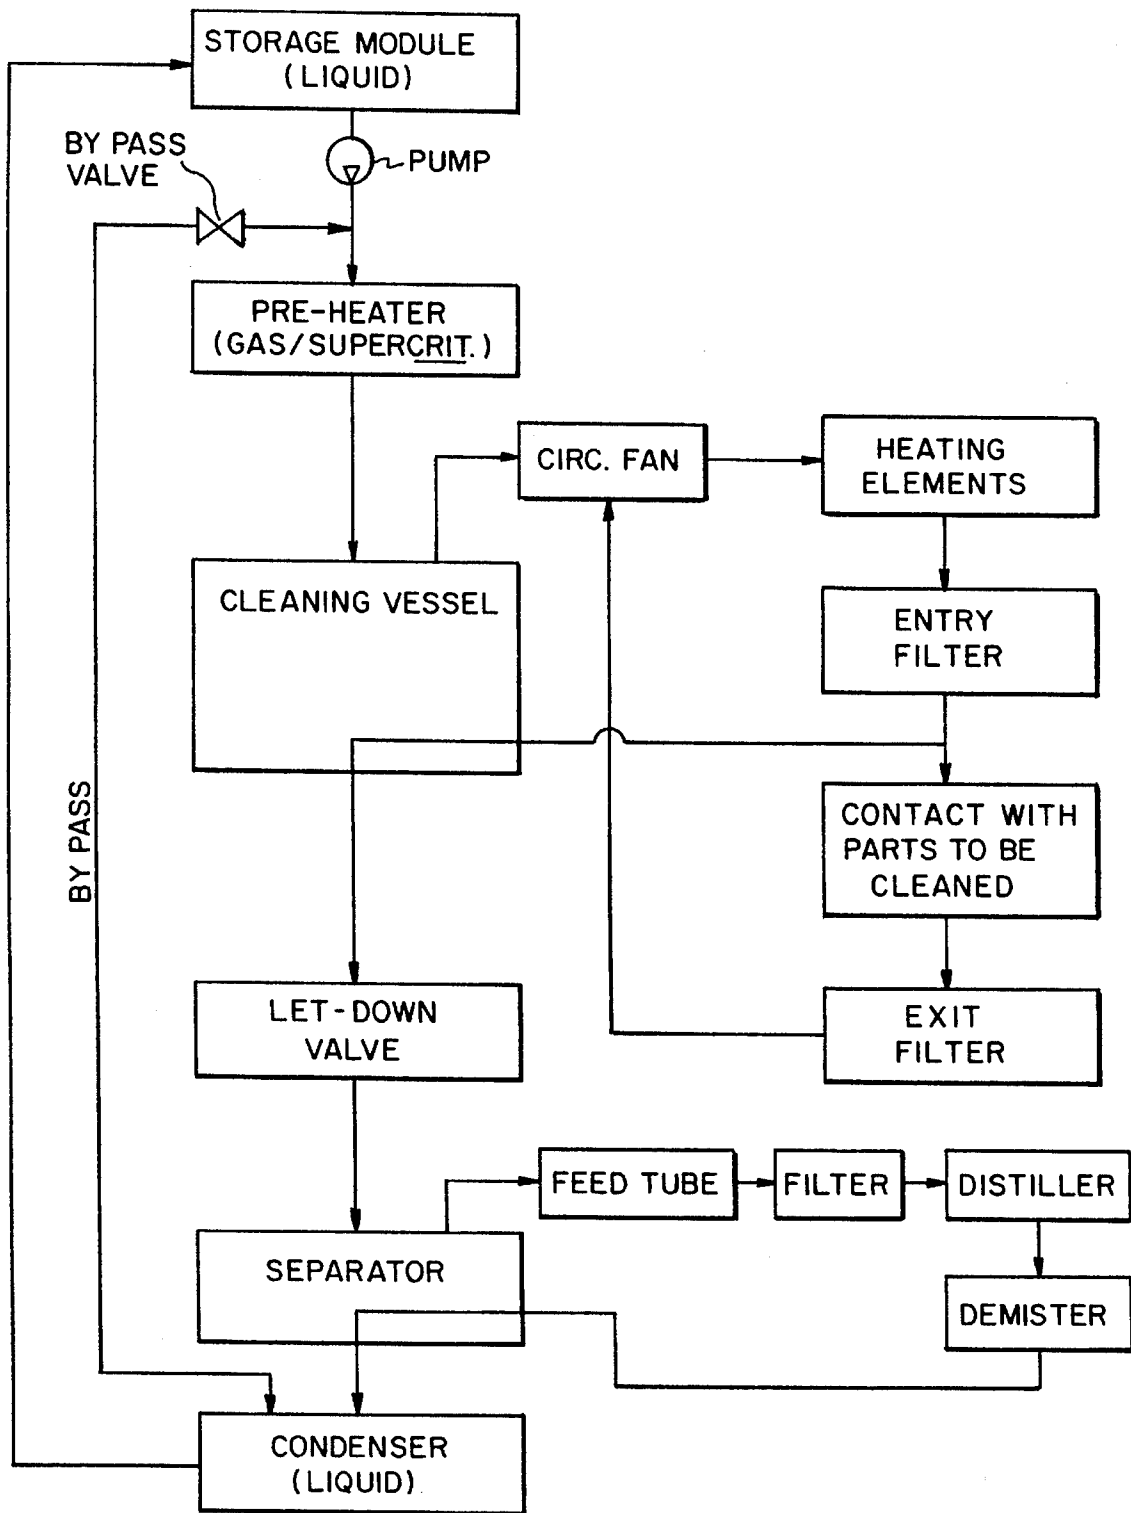 STORAGE MODULE
(LIQUID)
BY PASS
VALVE
PUMP
PRE-HEATER
(GAS/SUPERCRIT.)
CIRC. FAN
HEATING
ELEMENTS
CLEANING VESSEL
ENTRY
FILTER
BY PASS
CONTACT WITH
PARTS TO BE
CLEANED
LET-DOWN
VALVE
EXIT
FILTER
FEED TUBE
FILTER
DISTILLER
SEPARATOR
DEMISTER
CONDENSER
(LIQUID)